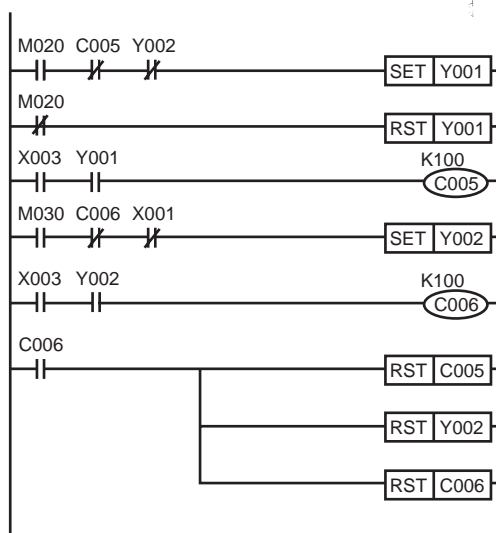 M020 C005 Y002
SET Y001
M020
RST Y001
X003 Y001 K100
C005
M030 C006 X001
SET Y002
X003 Y002 K100
C006
C006
RST C005
RST Y002
RST C006